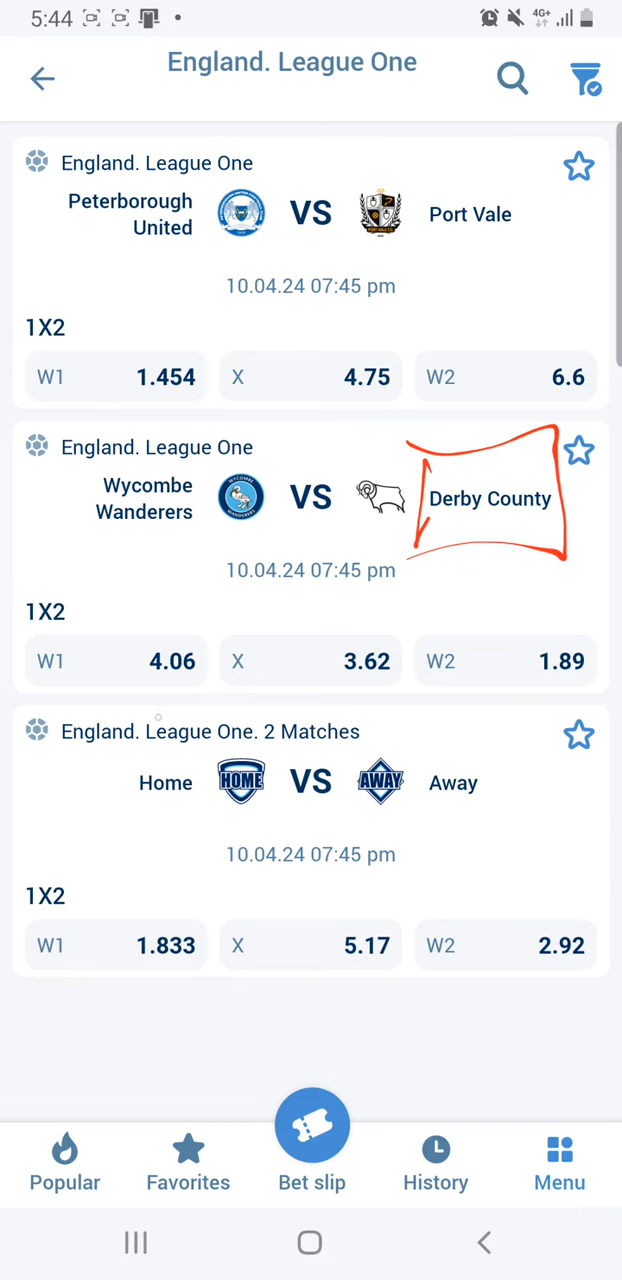 5:44
4G+
England. League One
England. League One
Peterborough
United
VS
PORT VALE F.C.
Port Vale
10.04.24 07:45 pm
1X2
W1 1.454 X 4.75 W2 6.6
England. League One
Wycombe
Wanderers
WYCOMBE
WANDERERS
VS
Derby County
10.04.24 07:45 pm
1X2
W1 4.06 X 3.62 W2 1.89
England. League One. 2 Matches
Home
HOME
VS
AWAY
Away
10.04.24 07:45 pm
1X2
W1 1.833 X 5.17 W2 2.92
Popular Favorites Bet slip History Menu